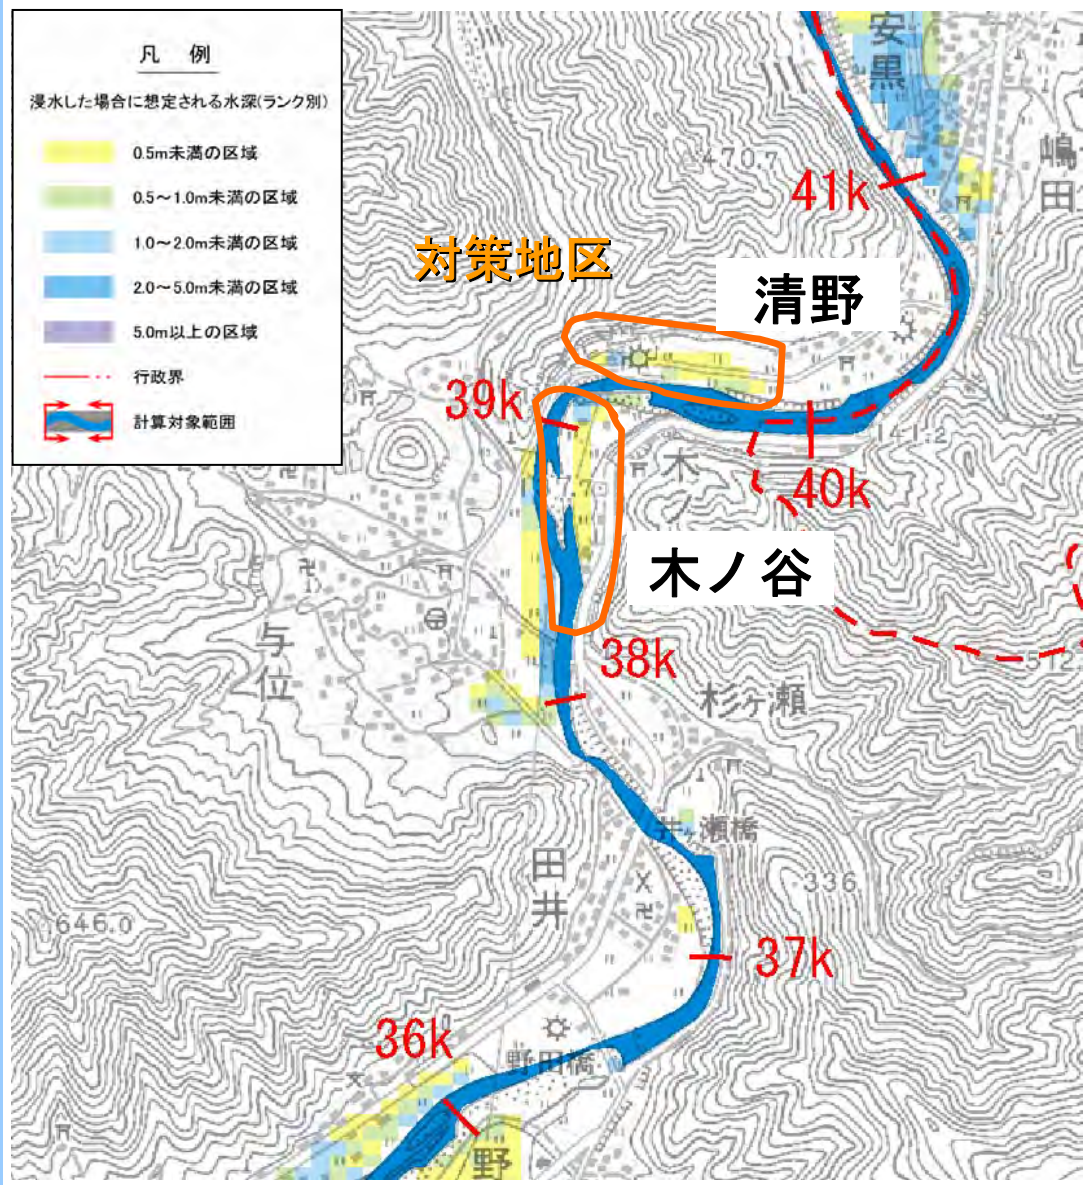 凡 例
浸水した場合に想定される水深(ランク別)
0.5m未満の区域
0.5～1.0m未満の区域
1.0～2.0m未満の区域
2.0～5.0m未満の区域
5.0m以上の区域
行政界
計算対象範囲
安黒
嶋田
470.7
41k
対策地区
清野
39k
141.2
木ノ
40k
木ノ谷
512
与位
38k
杉ヶ瀬
井ヶ瀬橋
田井
336
646.0
37k
36k
野田橋
野